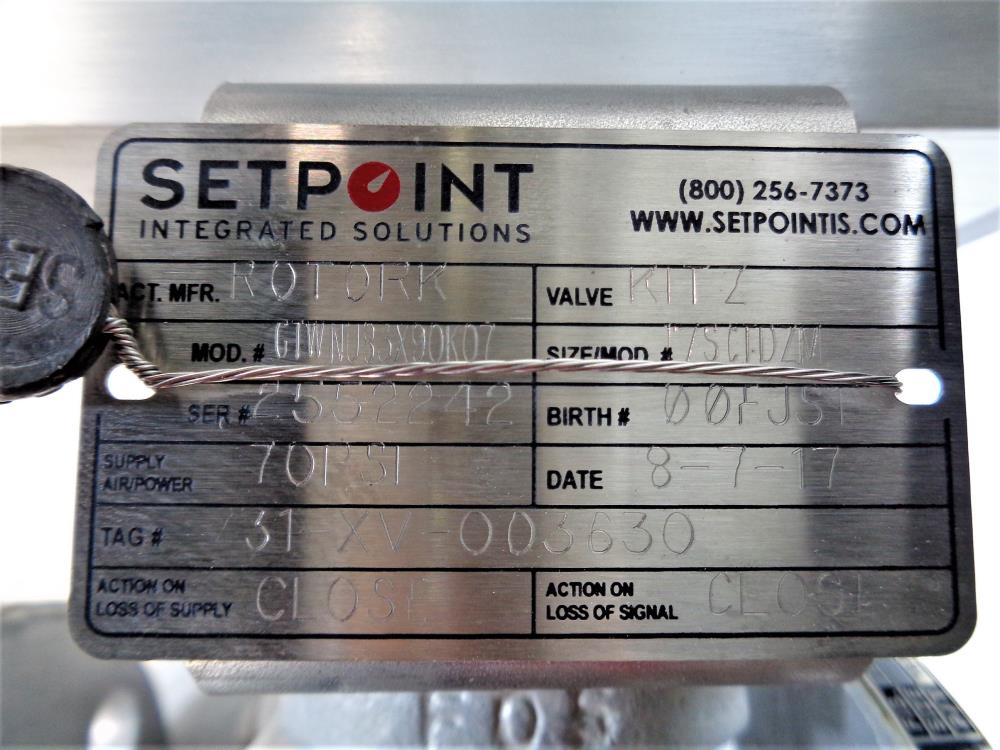 SETPOINT
INTEGRATED SOLUTIONS
(800) 256-7373
WWW.SETPOINTIS.COM
ACT. MFR. ROTORK
VALVE KITZ
MOD. #
SIZE/MOD. #
SER # 2552242
BIRTH # 00FJST
SUPPLY
AIR/POWER 70PSI
DATE 8-7-17
TAG # 31 XV-003630
ACTION ON
LOSS OF SUPPLY CLOSE
ACTION ON
LOSS OF SIGNAL CLOSE
SE